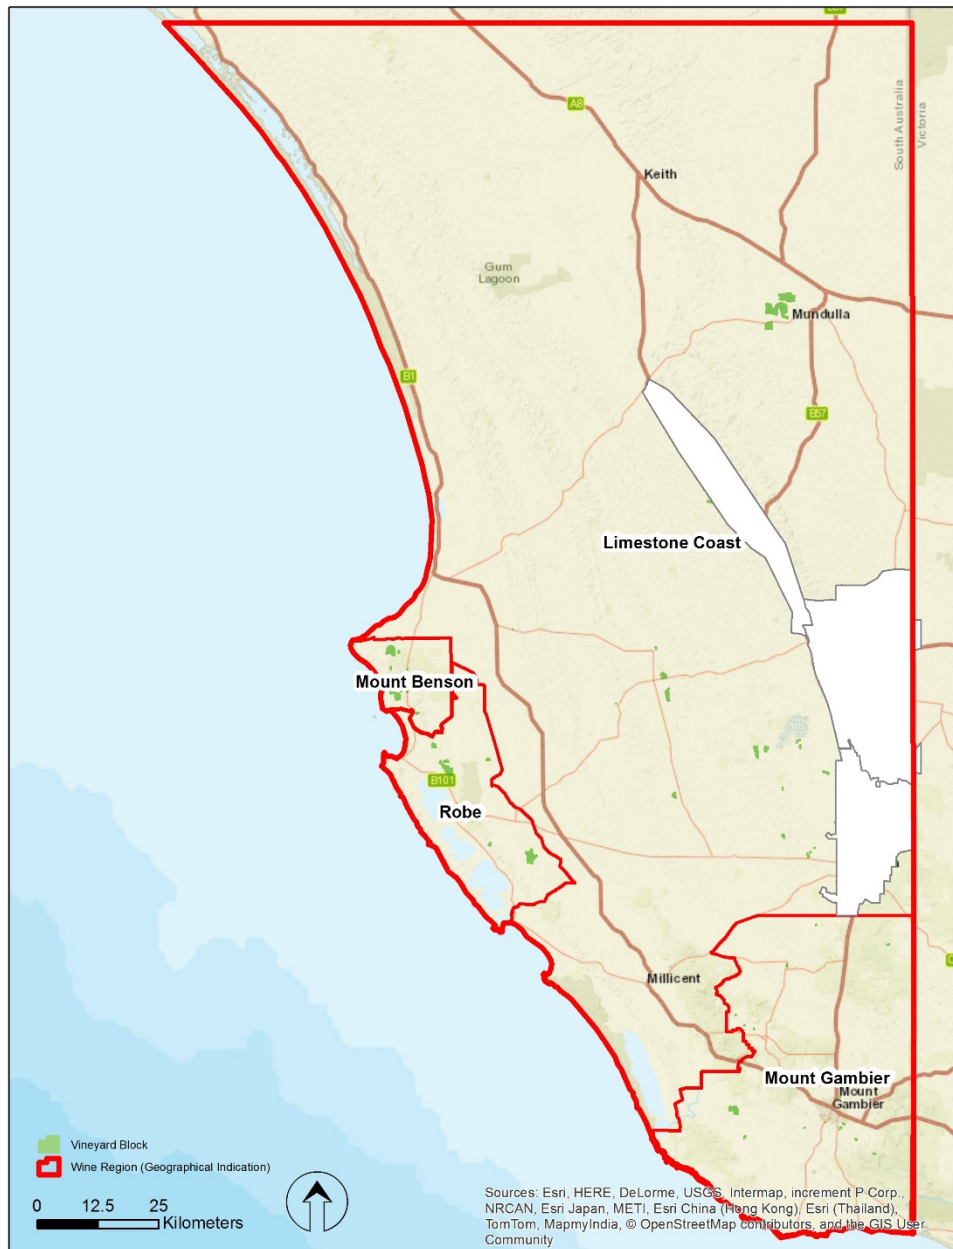 A8
South Australia
Victoria
Keith
Gum
Lagoon
Mundulla
B1
B57
Limestone Coast
Mount Benson
B101
Robe
Millicent
Mount Gambier
Mount
Gambier
Vineyard Block
Wine Region (Geographical Indication)
0 12.5 25
Kilometers
Sources: Esri, HERE, DeLorme, USGS, Intermap, increment P Corp.,
NRCAN, Esri Japan, METI, Esri China (Hong Kong), Esri (Thailand),
TomTom, MapmyIndia, © OpenStreetMap contributors, and the GIS User
Community